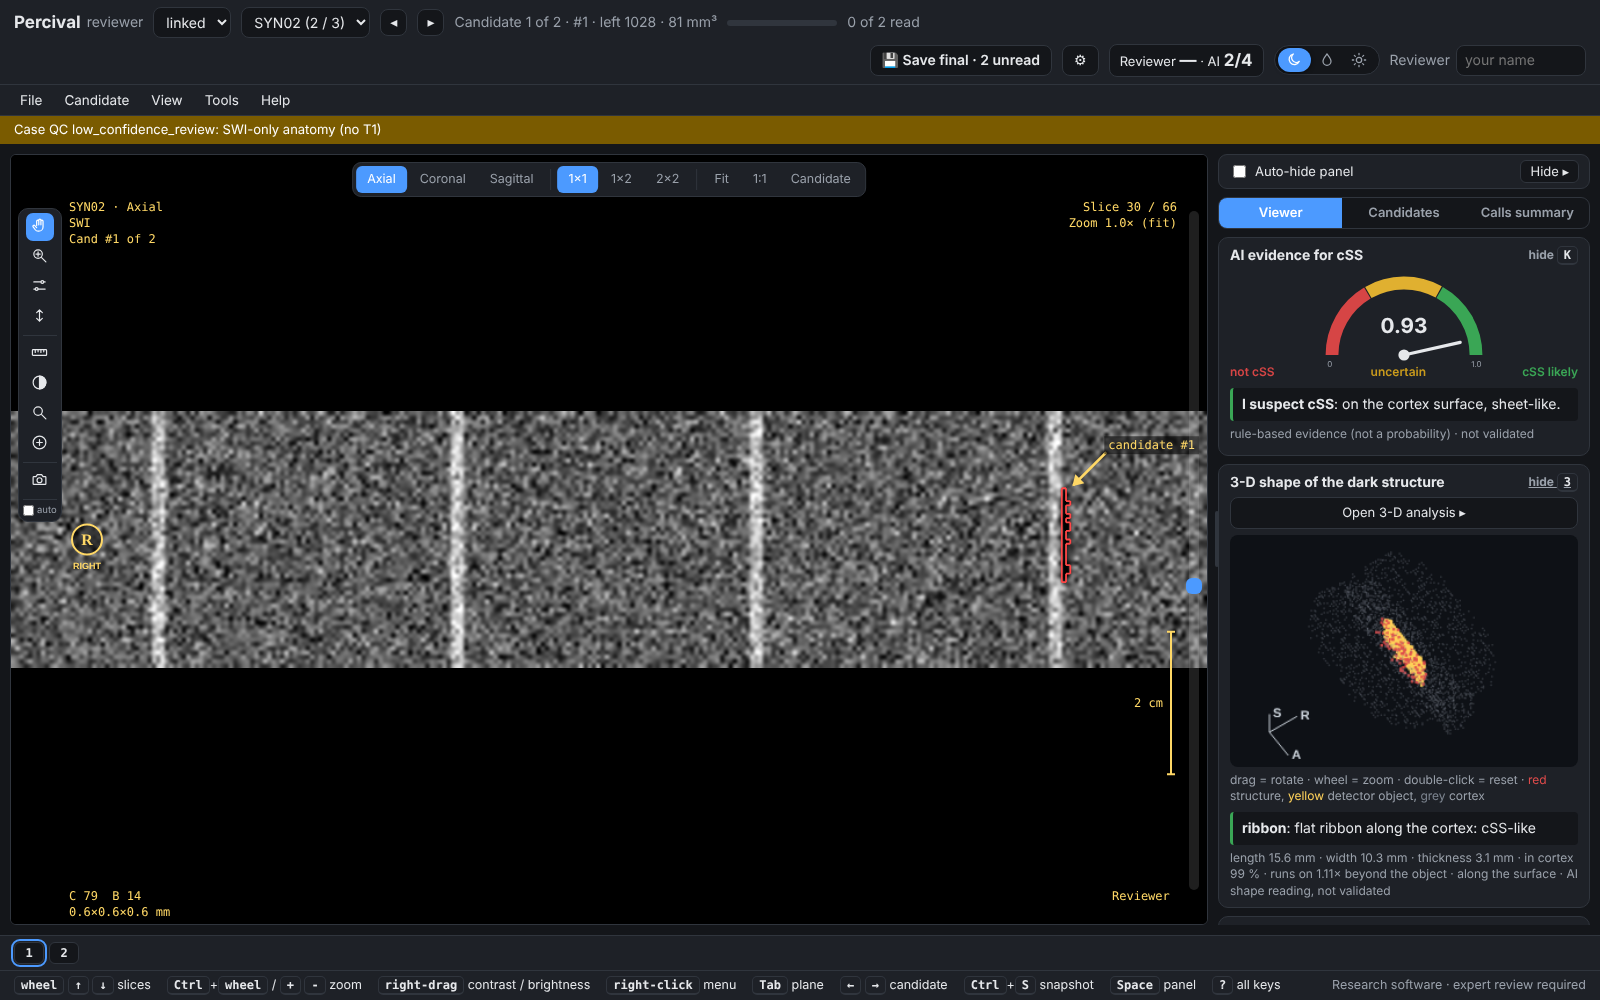 Percival reviewer linked SYN02 (2 / 3) ◂ ▸ Candidate 1 of 2 · #1 · left 1028 · 81 mm³ 0 of 2 read
💾 Save final · 2 unread ⚙ Reviewer — · AI 2/4 Reviewer your name
File Candidate View Tools Help
Case QC low_confidence_review: SWI-only anatomy (no T1)
Axial Coronal Sagittal 1×1 1×2 2×2 Fit 1:1 Candidate
SYN02 · Axial
SWI
Cand #1 of 2
Slice 30 / 66
Zoom 1.0× (fit)
auto
candidate #1
R
RIGHT
2 cm
C 79 B 14
0.6×0.6×0.6 mm
Reviewer
Auto-hide panel Hide ▸
Viewer Candidates Calls summary
AI evidence for cSS hide K
0.93
0 1.0
not cSS uncertain cSS likely
I suspect cSS: on the cortex surface, sheet-like.
rule-based evidence (not a probability) · not validated
3-D shape of the dark structure hide 3
Open 3-D analysis ▸
S R
A
drag = rotate · wheel = zoom · double-click = reset · red
structure, yellow detector object, grey cortex
ribbon: flat ribbon along the cortex: cSS-like
length 15.6 mm · width 10.3 mm · thickness 3.1 mm · in cortex
99 % · runs on 1.11× beyond the object · along the surface · AI
shape reading, not validated
1 2
wheel ↑ ↓ slices Ctrl+wheel / + - zoom right-drag contrast / brightness right-click menu Tab plane ← → candidate Ctrl+S snapshot Space panel ? all keys Research software · expert review required